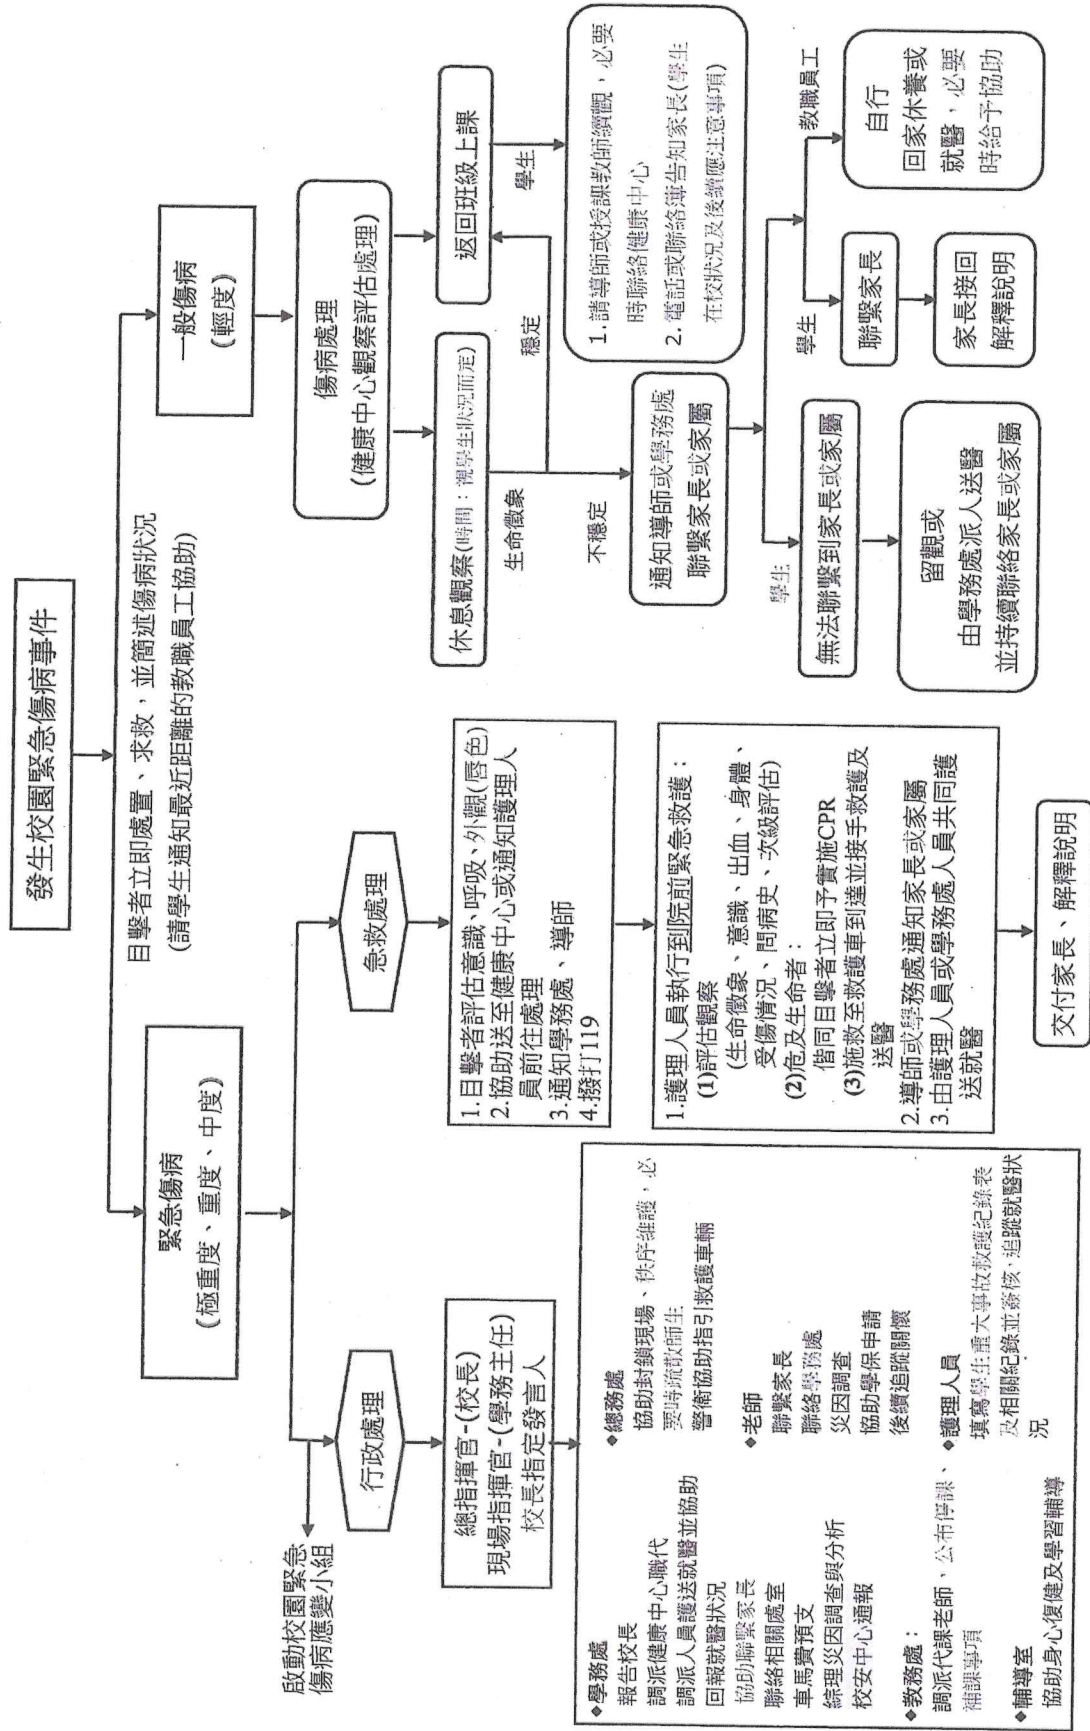 發生校園緊急傷病事件
目擊者立即處置、求救，並簡述傷病狀況
(請學生通知最近距離的教職員工協助)
緊急傷病
(極重度、重度、中度)
啟動校園緊急
傷病應變小組
行政處理
總指揮官-(校長)
現場指揮官-(學務主任)
校長指定發言人
◆學務處
報告校長
調派健康中心職代
調派人員護送就醫並協助
回報就醫狀況
協助聯繫家長
聯絡相關處室
車馬費預支
綜理災因調查與分析
校安中心通報
◆教務處：
調派代課老師、公布停課、
補課事項
◆輔導室
協助身心復健及學習輔導
◆總務處
協助封鎖現場、秩序維護，必
要時疏散師生
警衛協助指引救護車輛
◆老師
聯繫家長
聯絡學務處
災因調查
協助學保申請
後續追蹤關懷
◆護理人員
填寫學生重大事故救護紀錄表
及相關紀錄並簽核、追蹤就醫狀
況
急救處理
1.目擊者評估意識、呼吸、外觀(唇色)
2.協助送至健康中心或通知護理人
員前往處理
3.通知學務處、導師
4.撥打119
1.護理人員執行到院前緊急救護：
(1)評估觀察
(生命徵象、意識、出血、身體、
受傷情況、問病史、次級評估)
(2)危及生命者：
偕同目擊者立即予實施CPR
(3)施救至救護車到達並接手救護及
送醫
2.導師或學務處通知家長或家屬
3.由護理人員或學務處人員共同護
送就醫
交付家長、解釋說明
一般傷病
(輕度)
傷病處理
(健康中心觀察評估處理)
休息觀察(時間：視學生狀況而定)
返回班級上課
生命徵象
穩定
不穩定
學生
1.請導師或授課教師續觀，必要
時聯絡健康中心
2.電話或聯絡簿告知家長(學生
在校狀況及後續應注意事項)
通知導師或學務處
聯繫家長或家屬
學生
學生
教職員工
無法聯繫到家長或家屬
留觀或
由學務處派人送醫
並持續聯絡家長或家屬
聯繫家長
家長接回
解釋說明
自行
回家休養或
就醫，必要
時給予協助